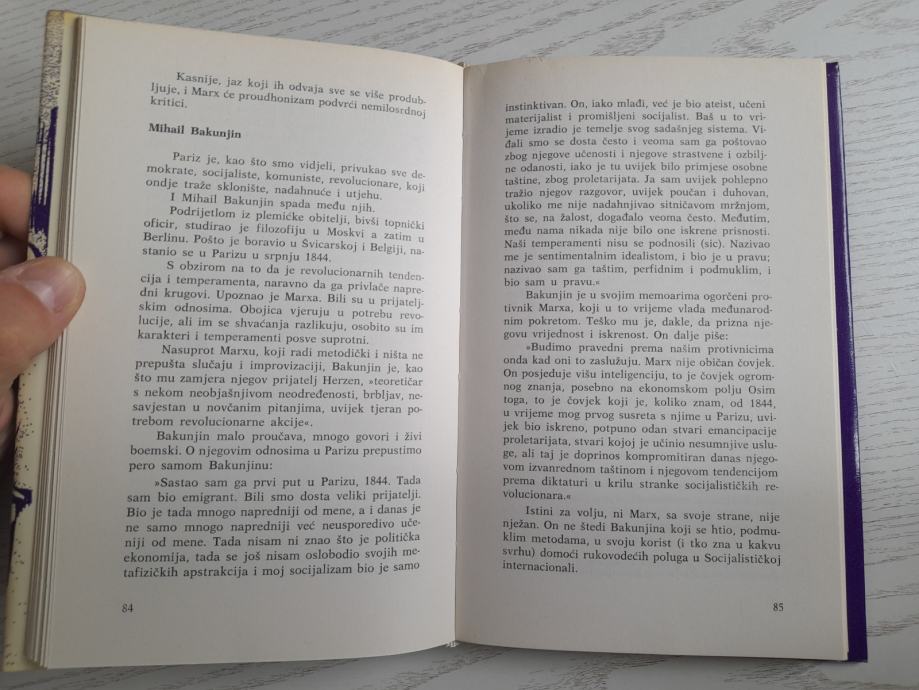 Kasnije, jaz koji ih odvaja sve se više produb-
ljuje, i Marx će proudhonizam podvrći nemilosrdnoj
kritici.
Mihail Bakunjin
Pariz je, kao što smo vidjeli, privukao sve de-
mokrate, socijaliste, komuniste, revolucionare, koji
ondje traže sklonište, nadahnuće i utjehu.
I Mihail Bakunjin spada među njih.
Podrijetlom iz plemićke obitelji, bivši topnički
oficir, studirao je filozofiju u Moskvi a zatim u
Berlinu. Pošto je boravio u Švicarskoj i Belgiji, na-
stanio se u Parizu u srpnju 1844.
S obzirom na to da je revolucionarnih tenden-
cija i temperamenta, naravno da ga privlače napre-
dni krugovi. Upoznao je Marxa. Bili su u prijatelj-
skim odnosima. Obojica vjeruju u potrebu revo-
lucije, ali im se shvaćanja razlikuju, osobito su im
karakteri i temperamenti posve suprotni.
Nasuprot Marxu, koji radi metodički i ništa ne
prepušta slučaju i improvizaciji, Bakunjin je, kao
što mu zamjera njegov prijatelj Herzen, »teoretičar
s nekom neobjašnjivom neodređenosti, brbljav, ne-
savjestan u novčanim pitanjima, uvijek tjeran po-
trebom revolucionarne akcije«.
Bakunjin malo proučava, mnogo govori i živi
boemski. O njegovim odnosima u Parizu prepustimo
pero samom Bakunjinu:
»Sastao sam ga prvi put u Parizu, 1844. Tada
sam bio emigrant. Bili smo dosta veliki prijatelji.
Bio je tada mnogo napredniji od mene, a i danas je
ne samo mnogo napredniji već neusporedivo uče-
niji od mene. Tada nisam ni znao što je politička
ekonomija, tada se još nisam oslobodio svojih me-
tafizičkih apstrakcija i moj socijalizam bio je samo
84
instinktivan. On, iako mlađi, već je bio ateist, učeni
materijalist i promišljeni socijalist. Baš u to vri-
jeme izradio je temelje svog sadašnjeg sistema. Vi-
đali smo se dosta često i veoma sam ga poštovao
zbog njegove učenosti i njegove strastvene i ozbilj-
ne odanosti, iako je tu uvijek bilo primjese osobne
taštine, zbog proletarijata. Ja sam uvijek pohlepno
tražio njegov razgovor, uvijek poučan i duhovan,
ukoliko me nije nadahnjivao sitničavom mržnjom,
što se, na žalost, događalo veoma često. Međutim,
među nama nikada nije bilo one iskrene prisnosti.
Naši temperamenti nisu se podnosili (sic). Nazivao
me je sentimentalnim idealistom, i bio je u pravu;
nazivao sam ga taštim, perfidnim i podmuklim, i
bio sam u pravu.«
Bakunjin je u svojim memoarima ogorčeni pro-
tivnik Marxa, koji u to vrijeme vlada međunarod-
nim pokretom. Teško mu je, dakle, da prizna nje-
govu vrijednost i iskrenost. On dalje piše:
»Budimo pravedni prema našim protivnicima
onda kad oni to zaslužuju. Marx nije običan čovjek.
On posjeduje višu inteligenciju, to je čovjek ogrom-
nog znanja, posebno na ekonomskom polju Osim
toga, to je čovjek koji je, koliko znam, od 1844,
u vrijeme mog prvog susreta s njime u Parizu, uvi-
jek bio iskreno, potpuno odan stvari emancipacije
proletarijata, stvari kojoj je učinio nesumnjive uslu-
ge, ali taj je doprinos kompromitiran danas njego-
vom izvanrednom taštinom i njegovom tendencijom
prema diktaturi u krilu stranke socijalističkih re-
volucionara.«
Istini za volju, ni Marx, sa svoje strane, nije
nježan. On ne štedi Bakunjina koji se htio, podmu-
klim metodama, u svoju korist (i tko zna u kakvu
svrhu) domoći rukovodećih poluga u Socijalističkoj
internacionali.
85